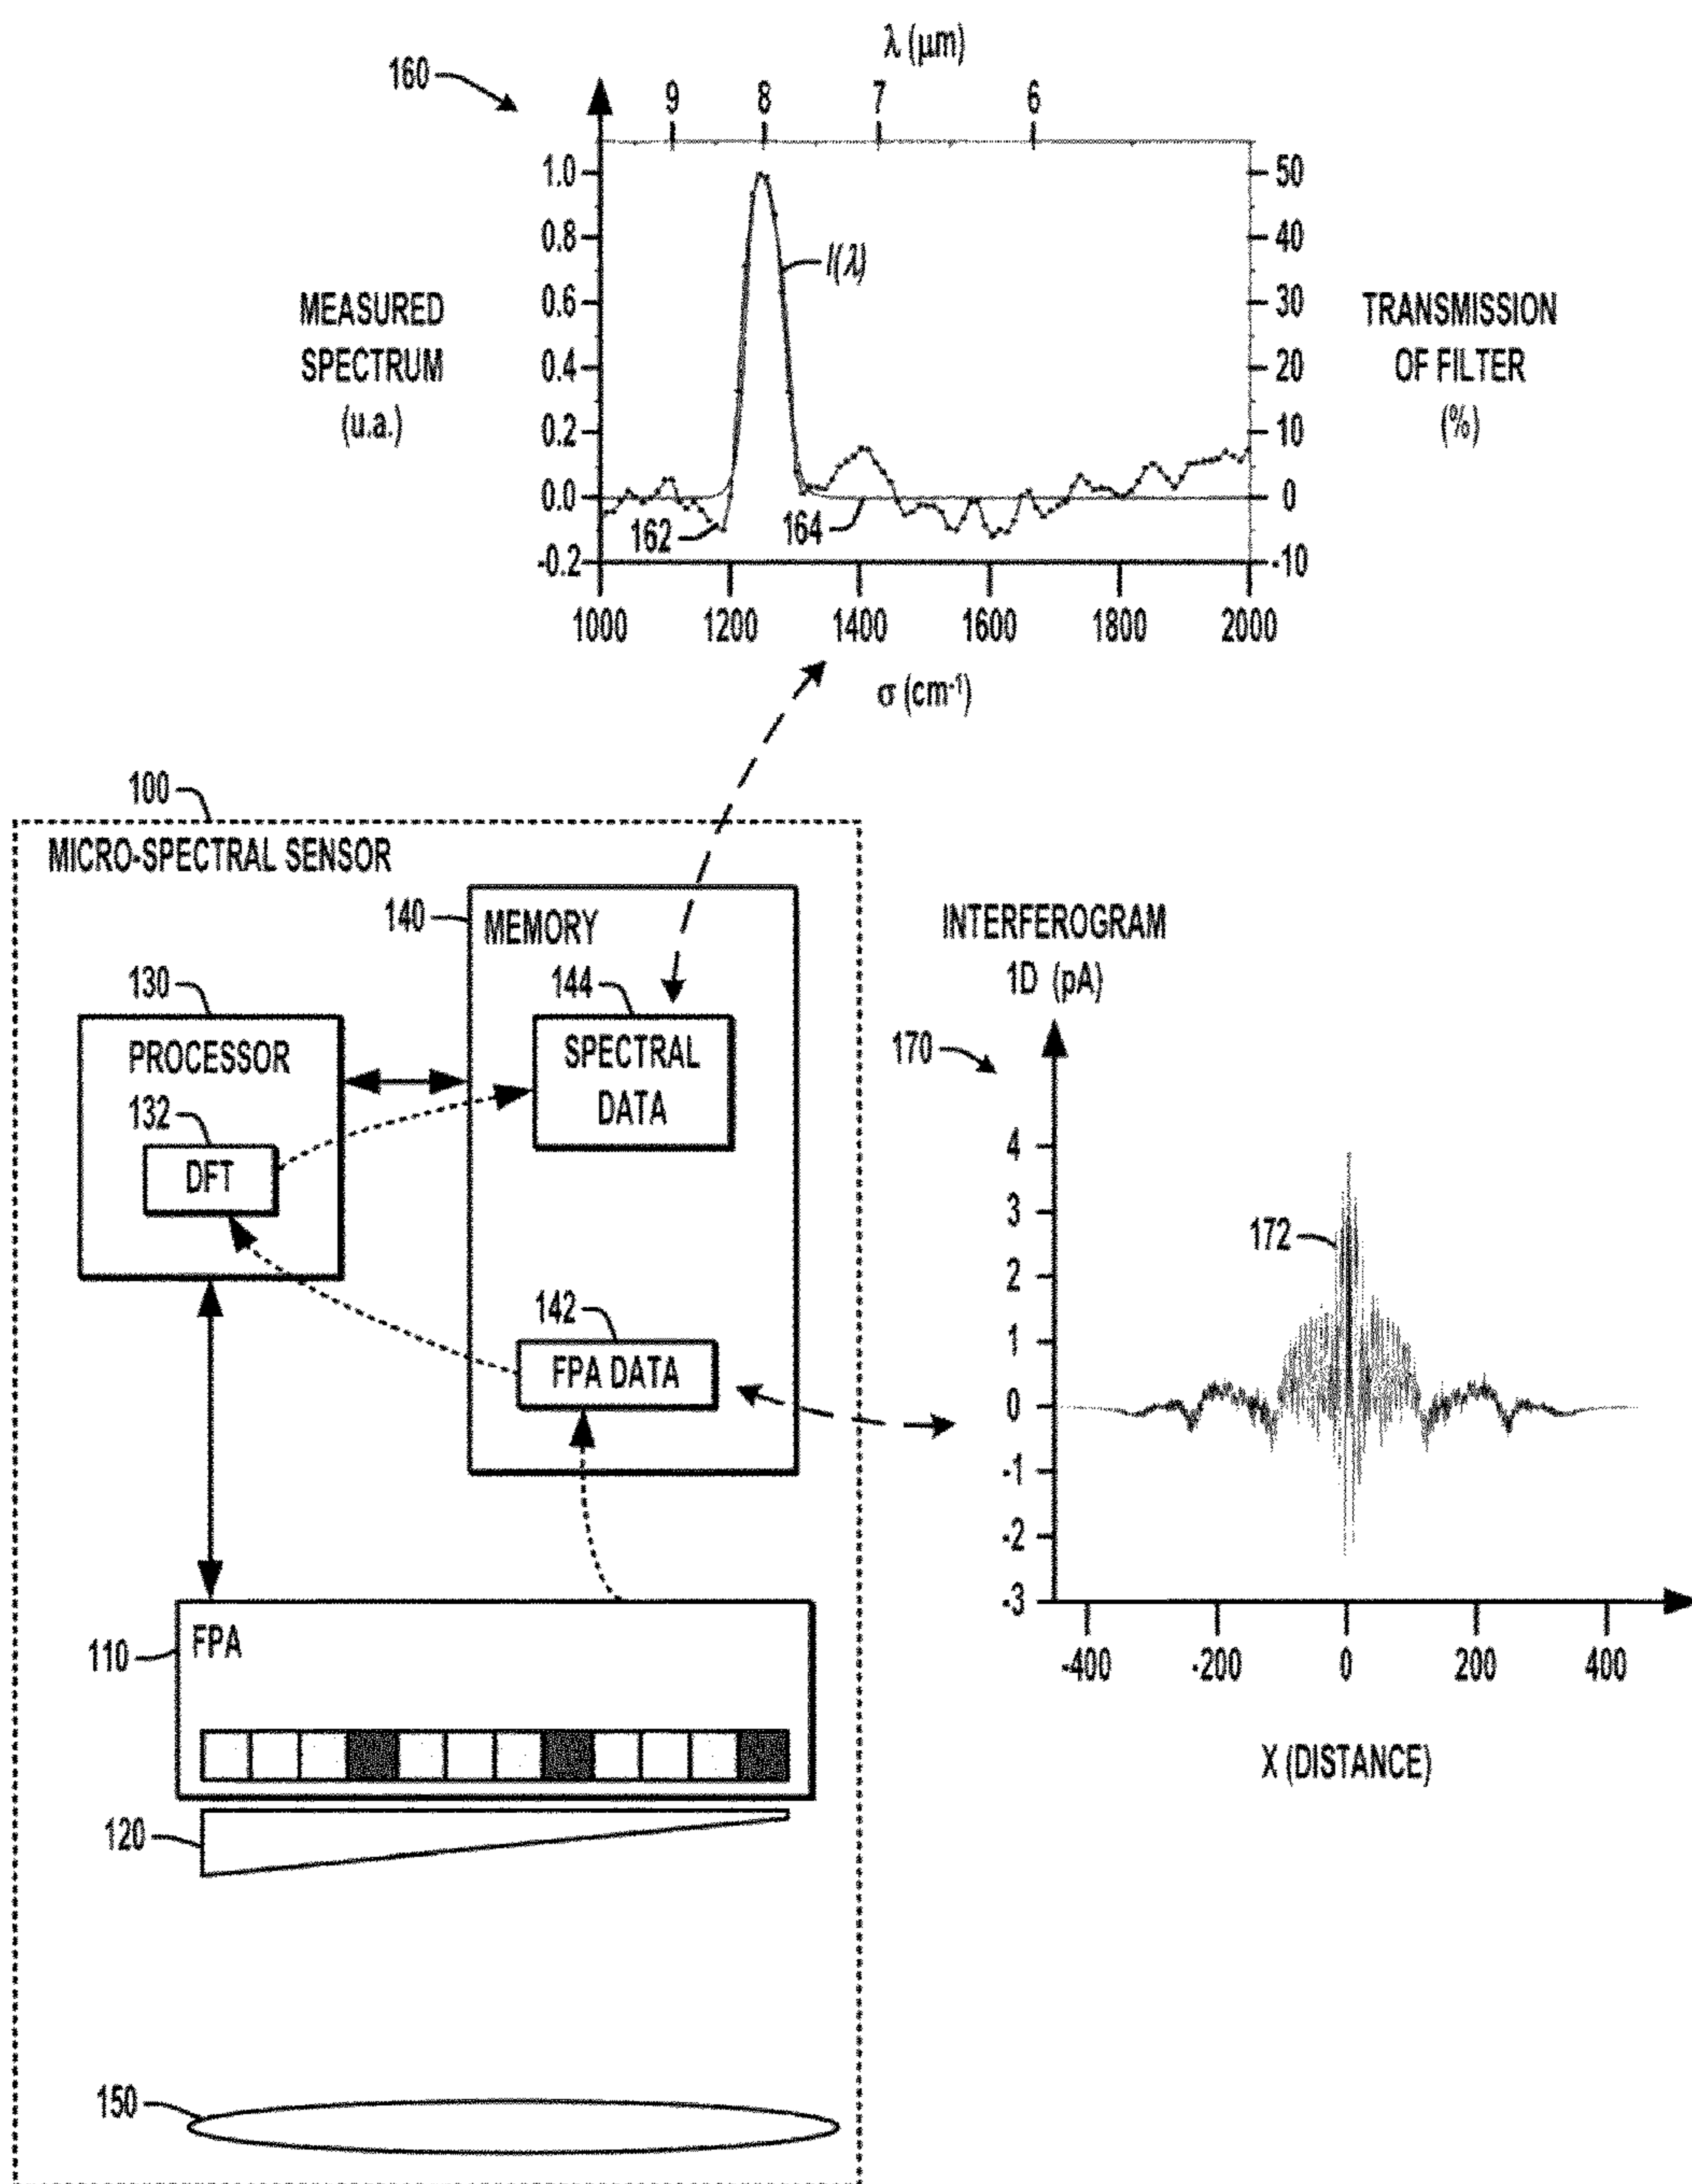 λ (μm)
160
9 8 7 6
1.0 50
0.8 40
I(λ)
0.6 30
MEASURED
SPECTRUM
(u.a.)
TRANSMISSION
OF FILTER
(%)
0.4 20
0.2 10
0.0 0
162 164
-0.2 -10
1000 1200 1400 1600 1800 2000
σ (cm-1)
100
MICRO-SPECTRAL SENSOR
140
MEMORY
144
SPECTRAL
DATA
130
PROCESSOR
132
DFT
142
FPA DATA
110
FPA
120
150
INTERFEROGRAM
1D (pA)
170
4
3
172
2
1
0
-1
-2
-3
-400 -200 0 200 400
X (DISTANCE)